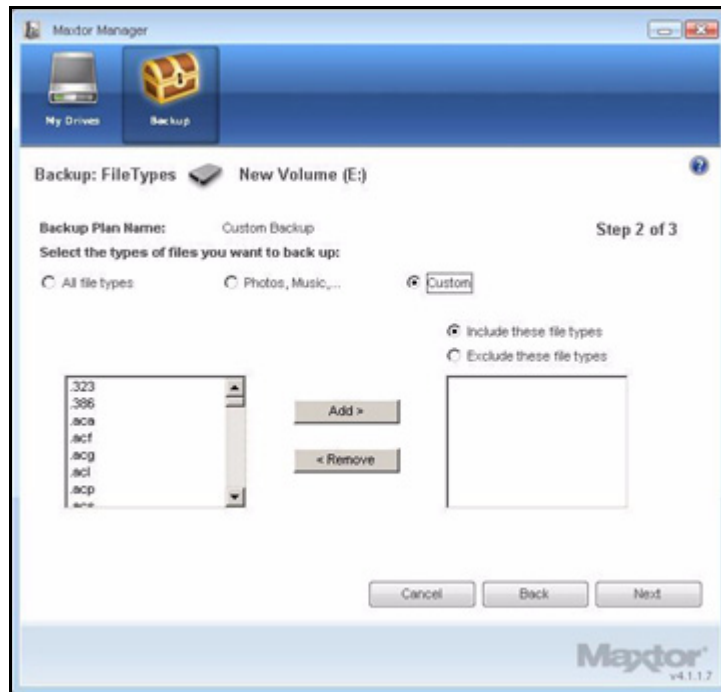 Maxtor Manager
My Drives
Backup
Backup: FileTypes New Volume (E:)
Backup Plan Name: Custom Backup Step 2 of 3
Select the types of files you want to back up:
All file types Photos, Music,... Custom
Include these file types
Exclude these file types
.323
.386
.aca
.acf
.acg
.acl
.acp
.acs
Add >
< Remove
Cancel Back Next
Maxtor
v4.1.1.7